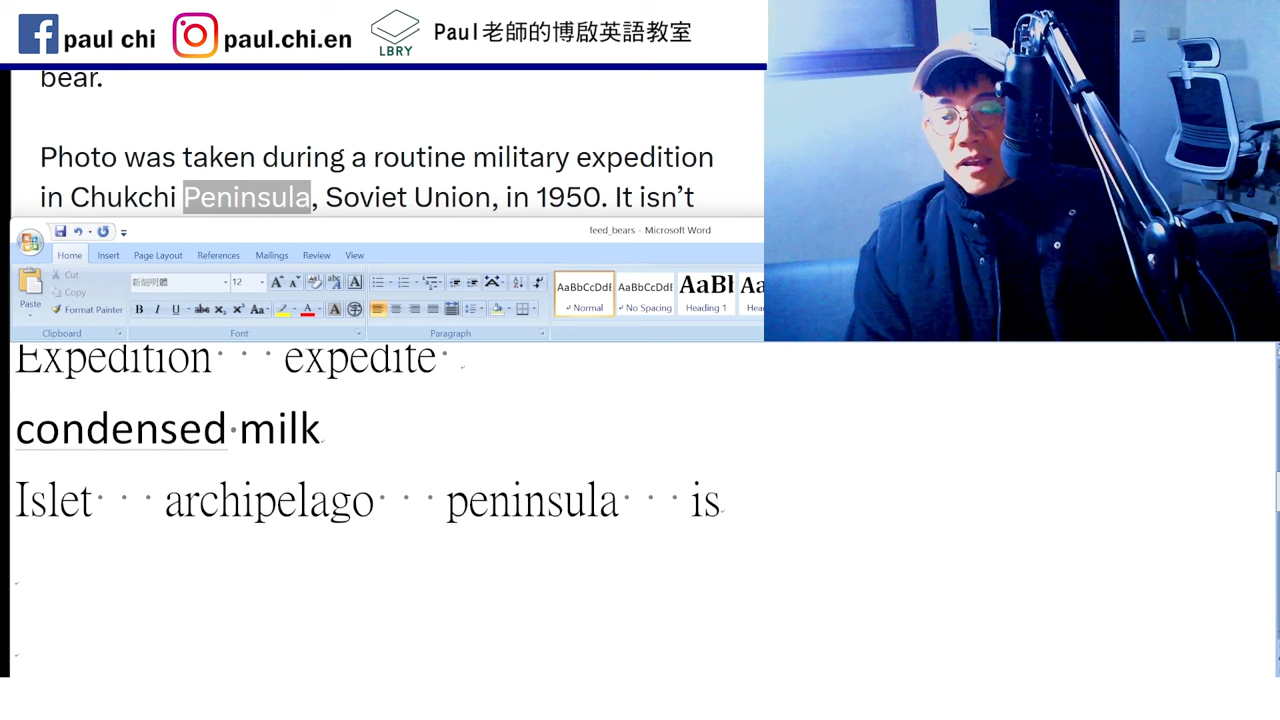 paul chi
paul.chi.en
LBRY
Paul老師的博啟英語教室
bear.
Photo was taken during a routine military expedition
in Chukchi Peninsula, Soviet Union, in 1950. It isn't
feed_bears - Microsoft Word
Home Insert Page Layout References Mailings Review View
Paste
Cut
Copy
Format Painter
新細明體 12
AaBbCcDdE AaBbCcDdE AaBbC
Normal No Spacing Heading 1
Clipboard Font Paragraph
Expedition expedite
condensed milk
Islet archipelago peninsula is